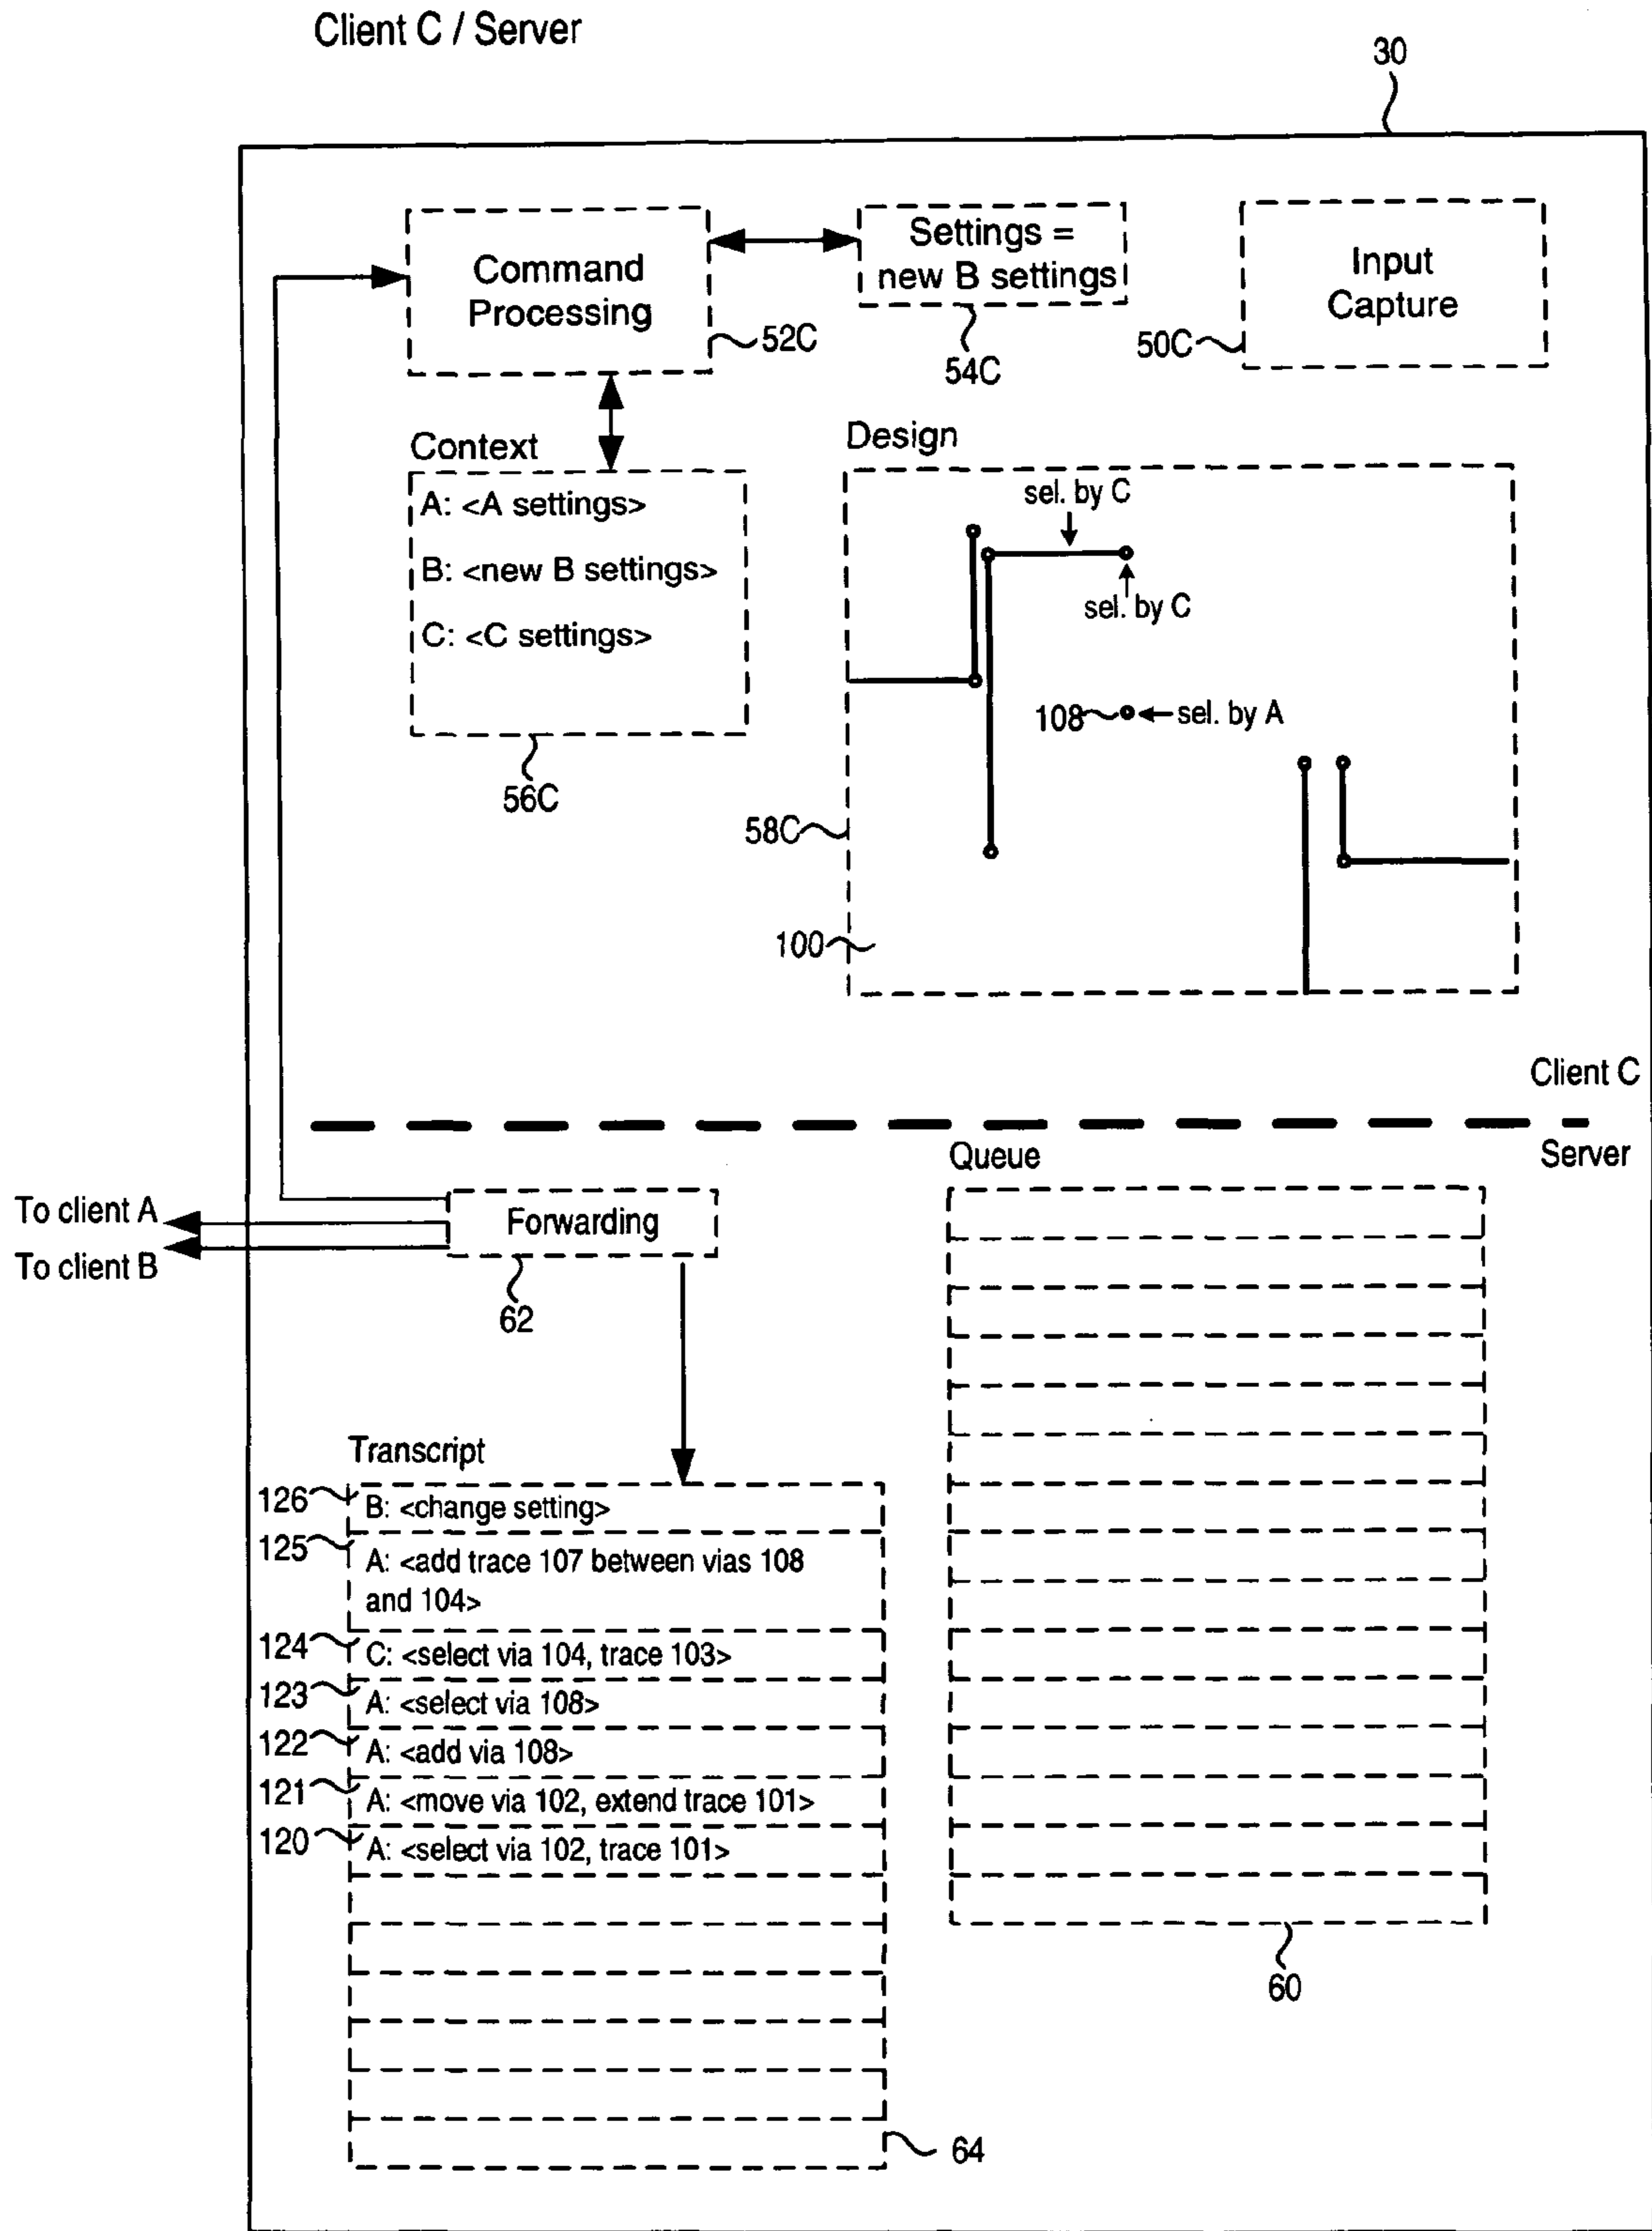 Client C / Server
30
Command
Processing
52C
Settings =
new B settings
54C
Input
Capture
50C
Context
A: <A settings>
B: <new B settings>
C: <C settings>
56C
Design
sel. by C
sel. by C
108
sel. by A
58C
100
Client C
Server
Queue
To client A
To client B
Forwarding
62
Transcript
126
B: <change setting>
125
A: <add trace 107 between vias 108
and 104>
124
C: <select via 104, trace 103>
123
A: <select via 108>
122
A: <add via 108>
121
A: <move via 102, extend trace 101>
120
A: <select via 102, trace 101>
60
64